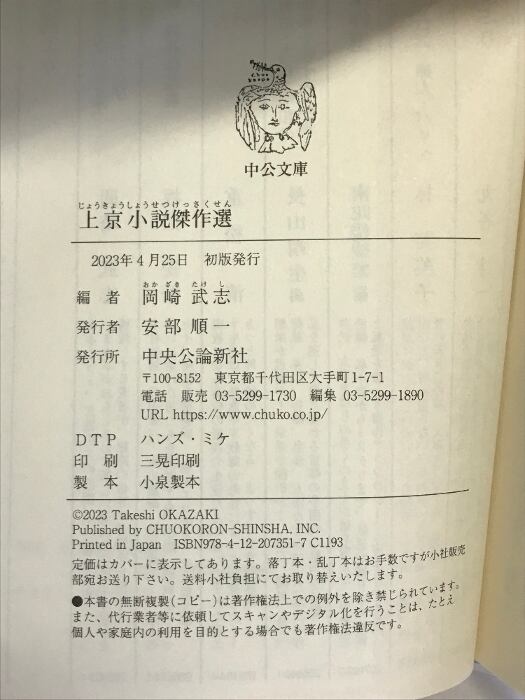 中公文庫
じょうきょうしょうせつけっさくせん
上京小説傑作選
2023年4月25日 初版発行
おかざきたけし
編者 岡崎武志
発行者 安部順一
発行所 中央公論新社
〒100-8152 東京都千代田区大手町1-7-1
電話 販売 03-5299-1730 編集 03-5299-1890
URL https://www.chuko.co.jp/
DTP ハンズ・ミケ
印刷 三晃印刷
製本 小泉製本
©2023 Takeshi OKAZAKI
Published by CHUOKORON-SHINSHA, INC.
Printed in Japan ISBN978-4-12-207351-7 C1193
定価はカバーに表示してあります。落丁本・乱丁本はお手数ですが小社販売
部宛お送り下さい。送料小社負担にてお取り替えいたします。
●本書の無断複製(コピー)は著作権法上での例外を除き禁じられています。
また、代行業者等に依頼してスキャンやデジタル化を行うことは、たとえ
個人や家庭内の利用を目的とする場合でも著作権法違反です。